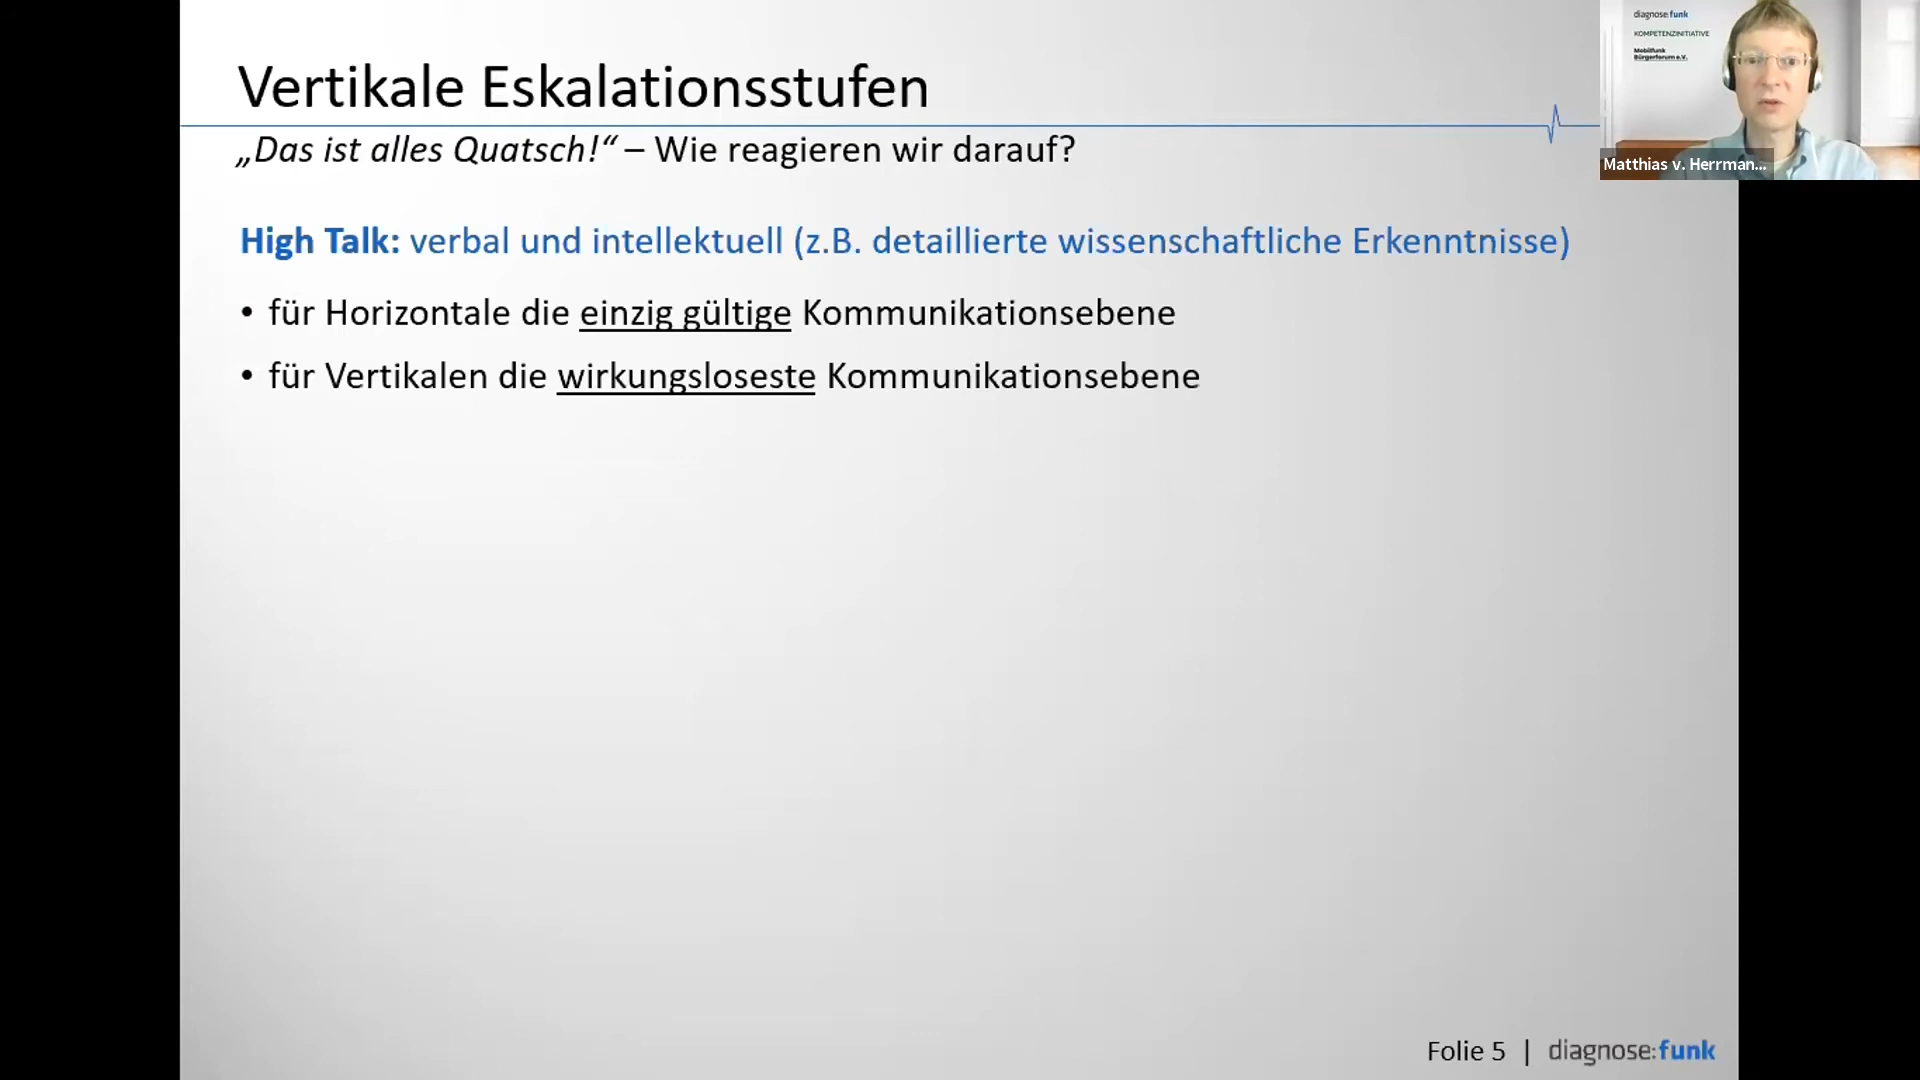 Vertikale Eskalationsstufen
„Das ist alles Quatsch!“ – Wie reagieren wir darauf?
High Talk: verbal und intellektuell (z.B. detaillierte wissenschaftliche Erkenntnisse)
• für Horizontale die einzig gültige Kommunikationsebene
• für Vertikalen die wirkungsloseste Kommunikationsebene
diagnose:funk
KOMPETENZINITIATIVE
Mobilfunk
Bürgerforum e.V.
Matthias v. Herrman...
Folie 5 | diagnose:funk